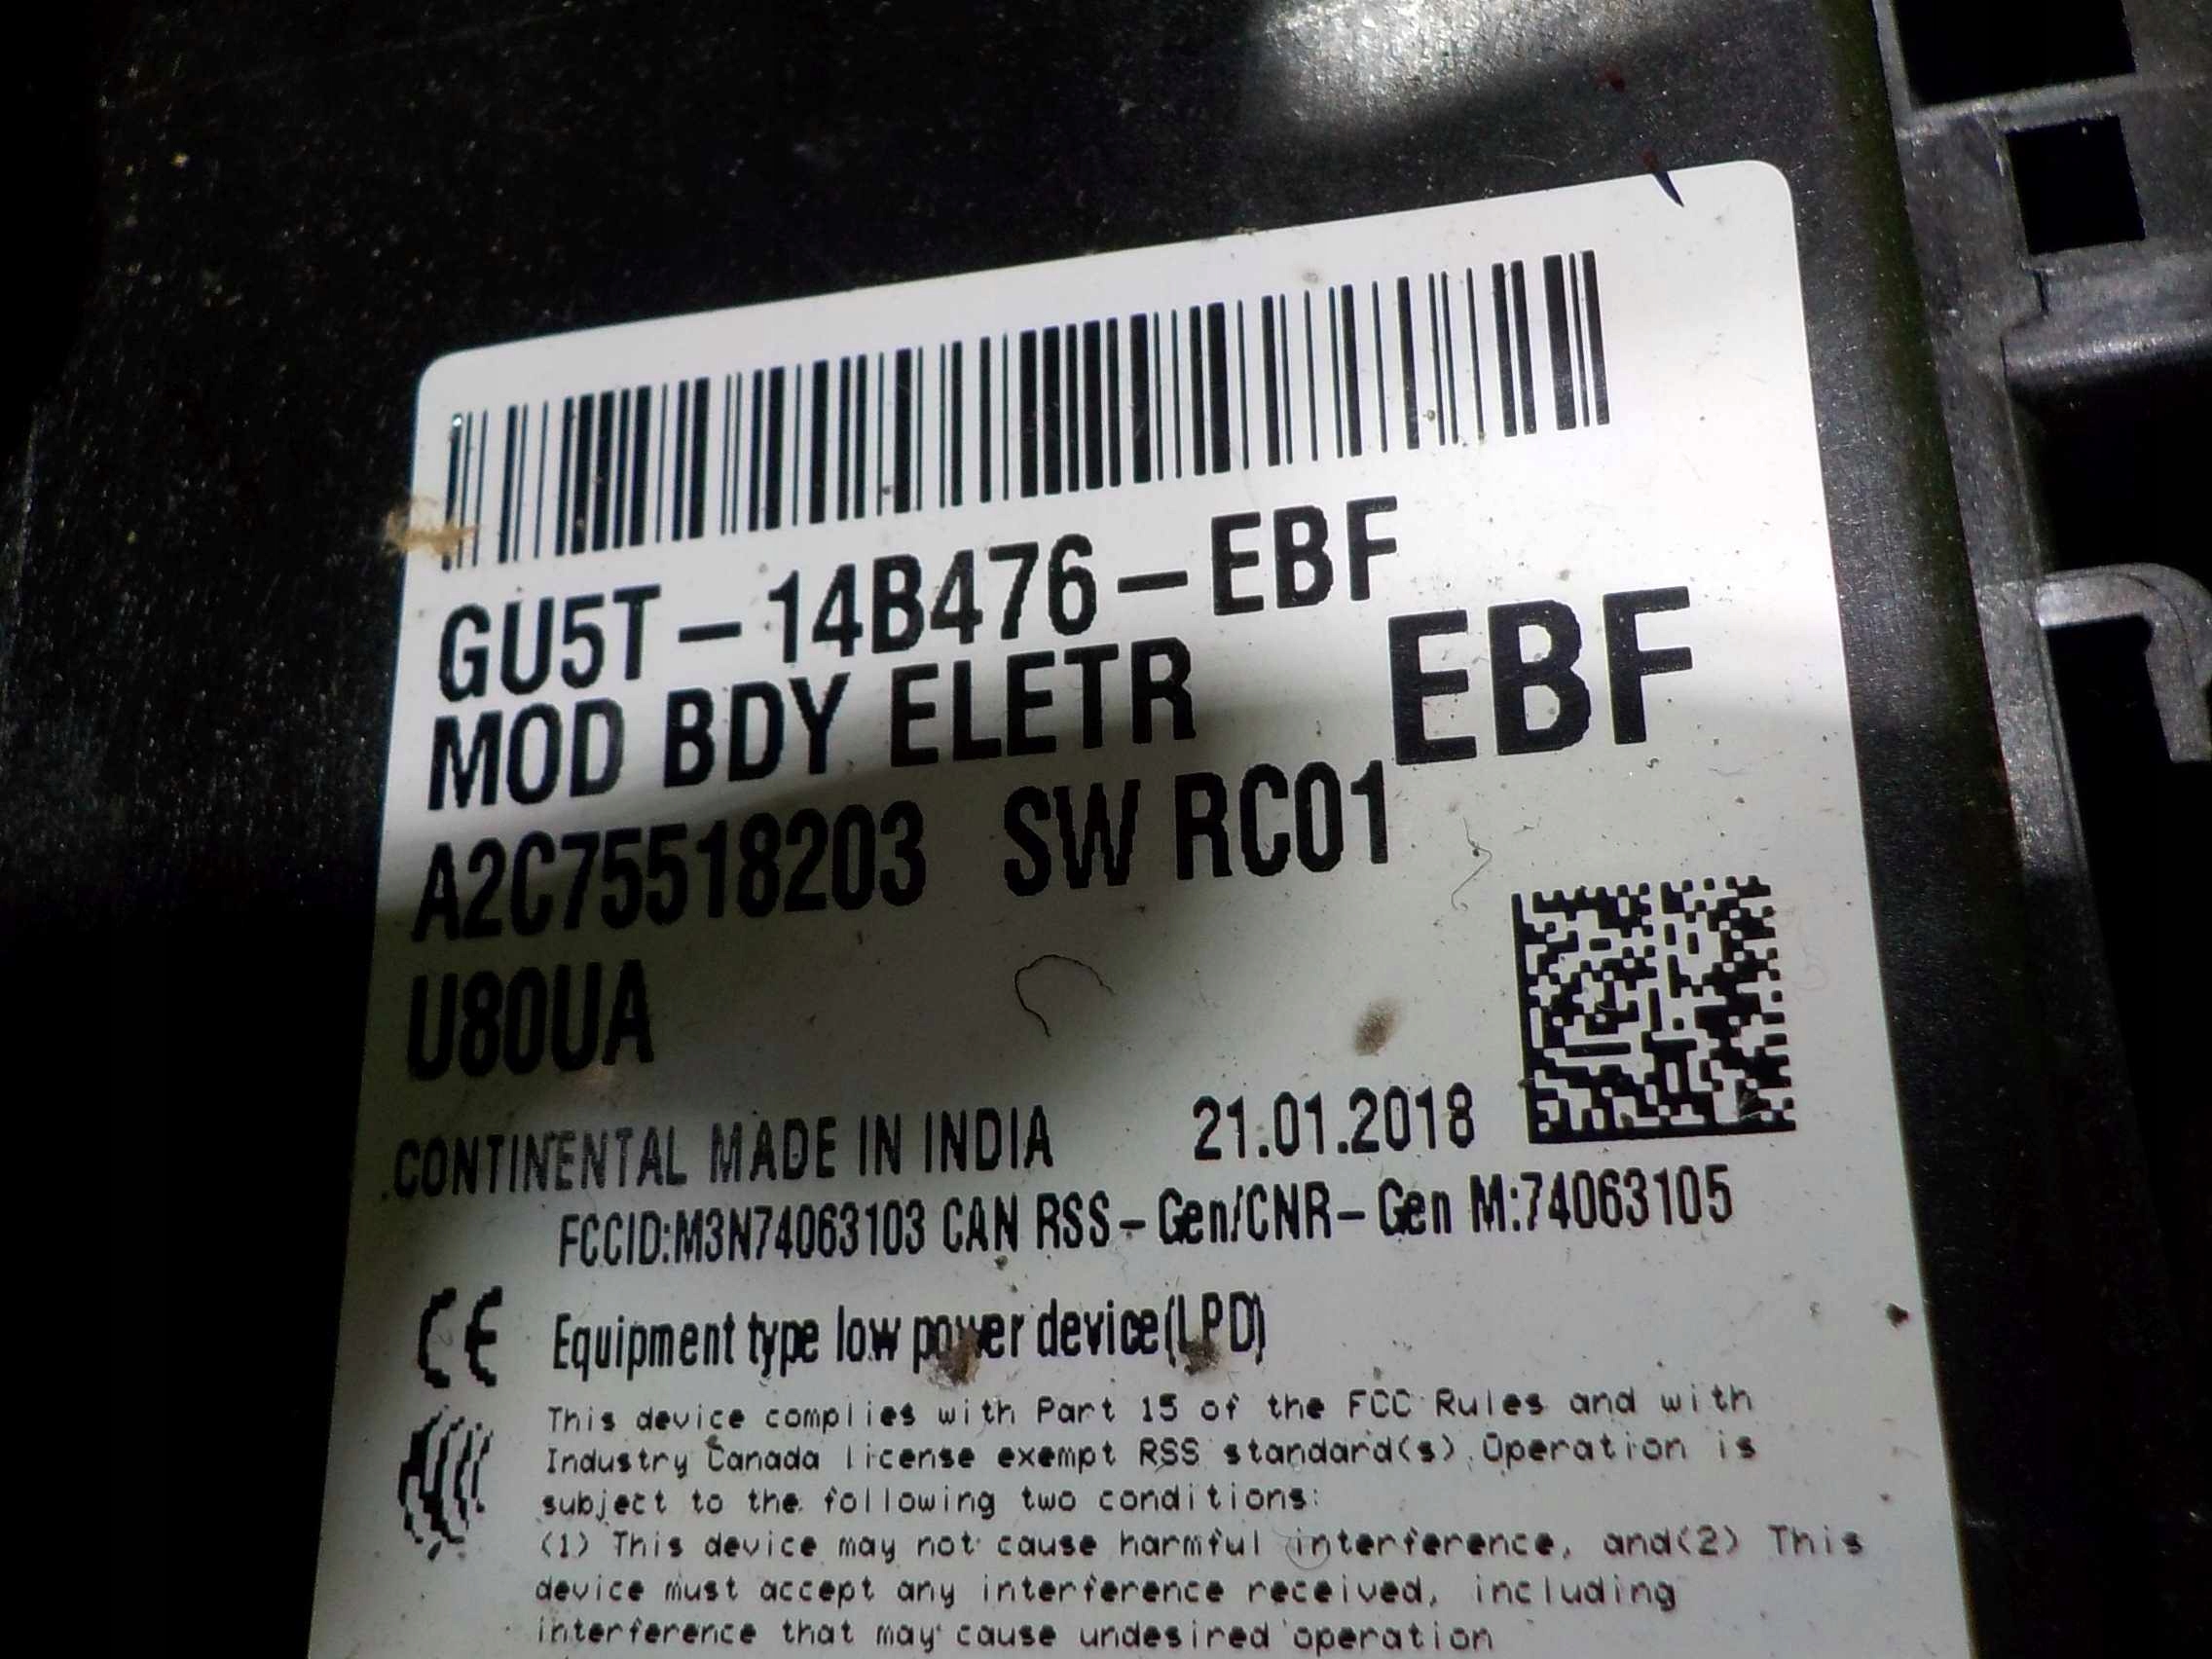 GU5T-14B476-EBF
MOD BDY ELETR EBF
A2C75518203 SW RC01
U80UA
CONTINENTAL MADE IN INDIA 21.01.2018
FCCID:M3N74063103 CAN RSS-Gen/CNR-Gen M:74063105
CE Equipment type low power device(LPD)
This device complies with Part 15 of the FCC Rules and with
Industry Canada license exempt RSS standard(s). Operation is
subject to the following two conditions:
(1) This device may not cause harmful interference, and(2) This
device must accept any interference received, including
interference that may cause undesired operation